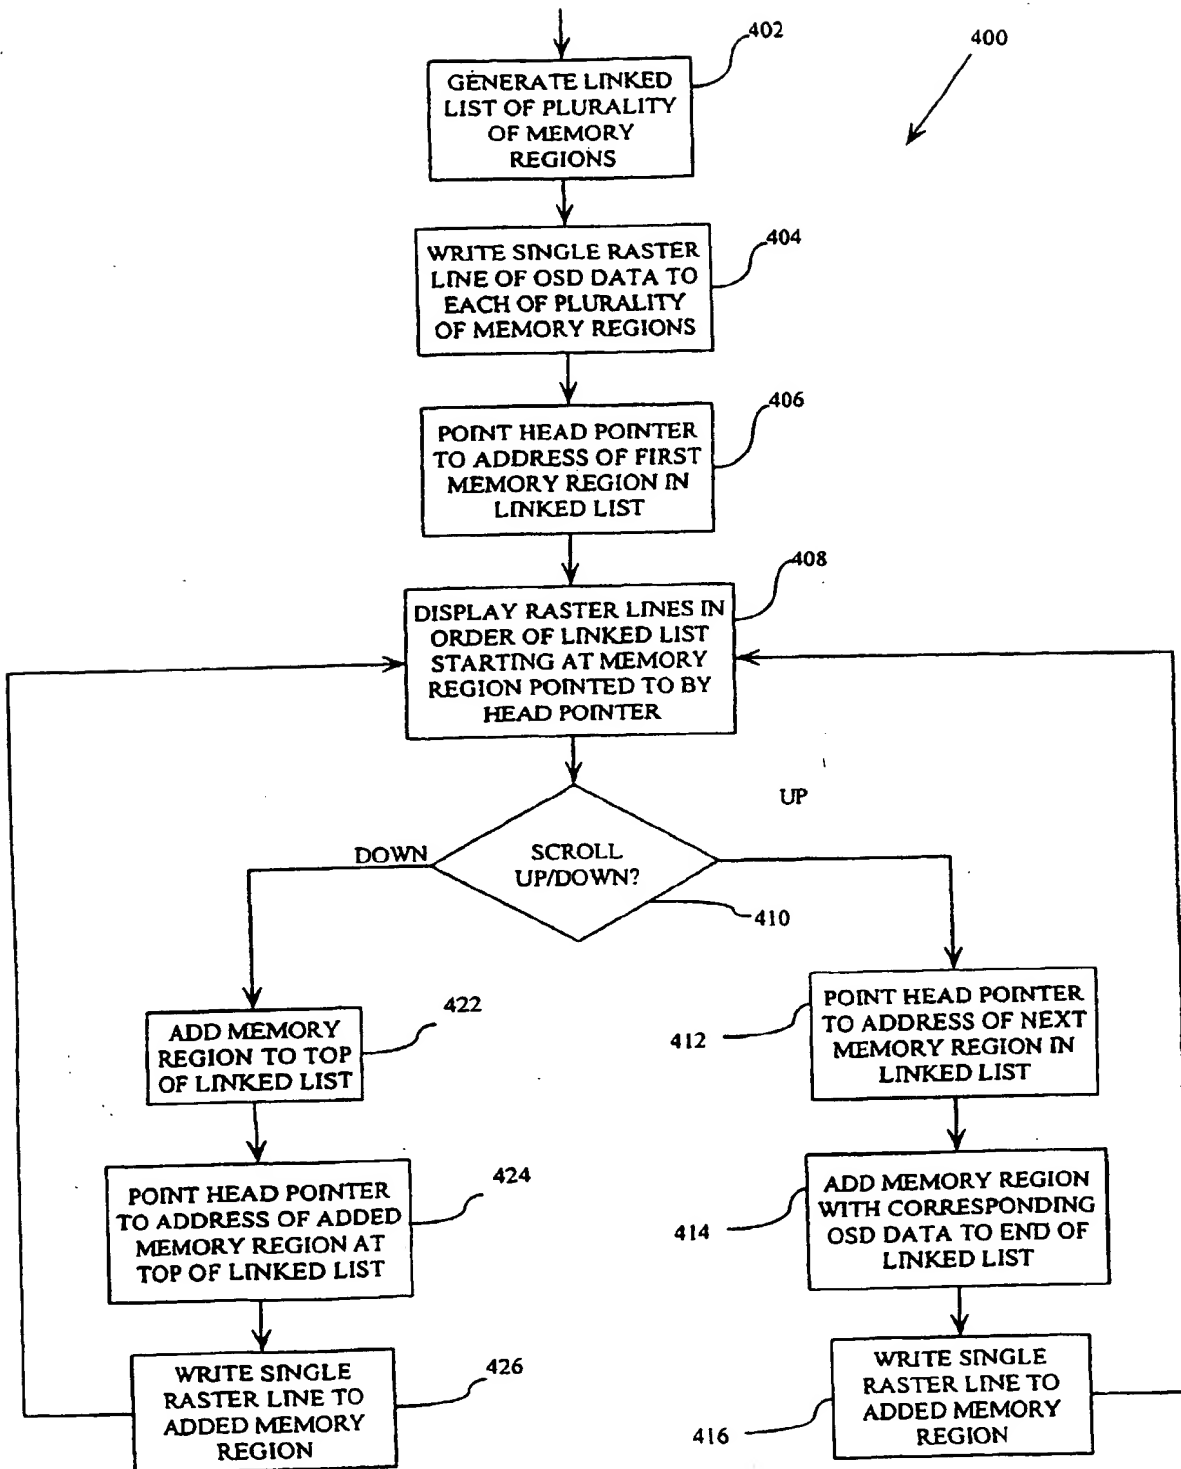 402
400
GENERATE LINKED
LIST OF PLURALITY
OF MEMORY
REGIONS
404
WRITE SINGLE RASTER
LINE OF OSD DATA TO
EACH OF PLURALITY
OF MEMORY REGIONS
406
POINT HEAD POINTER
TO ADDRESS OF FIRST
MEMORY REGION IN
LINKED LIST
408
DISPLAY RASTER LINES IN
ORDER OF LINKED LIST
STARTING AT MEMORY
REGION POINTED TO BY
HEAD POINTER
UP
DOWN
SCROLL
UP/DOWN?
410
422
ADD MEMORY
REGION TO TOP
OF LINKED LIST
412
POINT HEAD POINTER
TO ADDRESS OF NEXT
MEMORY REGION IN
LINKED LIST
424
POINT HEAD POINTER
TO ADDRESS OF ADDED
MEMORY REGION AT
TOP OF LINKED LIST
414
ADD MEMORY REGION
WITH CORRESPONDING
OSD DATA TO END OF
LINKED LIST
426
WRITE SINGLE
RASTER LINE TO
ADDED MEMORY
REGION
416
WRITE SINGLE
RASTER LINE TO
ADDED MEMORY
REGION